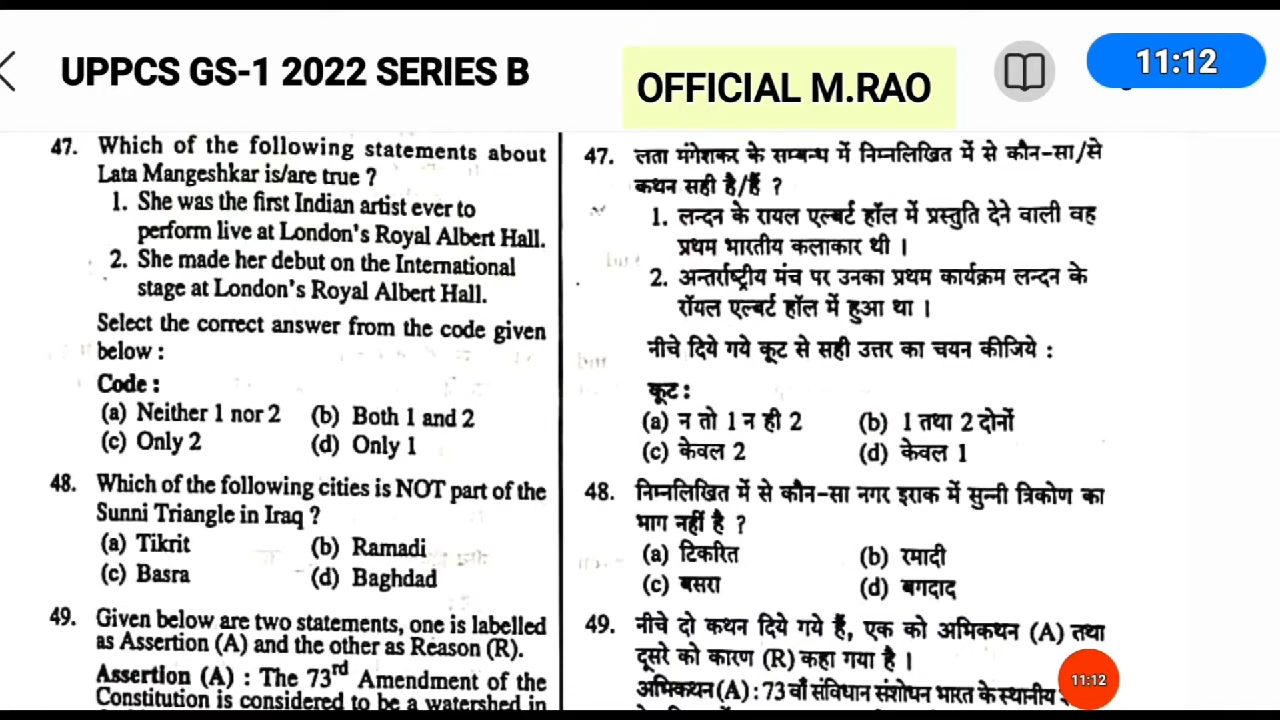 UPPCS GS-1 2022 SERIES B
OFFICIAL M.RAO
11:12
47. Which of the following statements about
Lata Mangeshkar is/are true ?
1. She was the first Indian artist ever to
perform live at London's Royal Albert Hall.
2. She made her debut on the International
stage at London's Royal Albert Hall.
Select the correct answer from the code given
below :
Code :
(a) Neither 1 nor 2 (b) Both 1 and 2
(c) Only 2 (d) Only 1
48. Which of the following cities is NOT part of the
Sunni Triangle in Iraq ?
(a) Tikrit (b) Ramadi
(c) Basra (d) Baghdad
49. Given below are two statements, one is labelled
as Assertion (A) and the other as Reason (R).
Assertion (A) : The 73rd Amendment of the
Constitution is considered to be a watershed in
47. लता मंगेशकर के सम्बन्ध में निम्नलिखित में से कौन-सा/से
कथन सही है/हैं ?
1. लन्दन के रायल एल्बर्ट हॉल में प्रस्तुति देने वाली वह
प्रथम भारतीय कलाकार थी ।
2. अन्तर्राष्ट्रीय मंच पर उनका प्रथम कार्यक्रम लन्दन के
रॉयल एल्बर्ट हॉल में हुआ था ।
नीचे दिये गये कूट से सही उत्तर का चयन कीजिये :
कूट :
(a) न तो 1 न ही 2 (b) 1 तथा 2 दोनों
(c) केवल 2 (d) केवल 1
48. निम्नलिखित में से कौन-सा नगर इराक में सुन्नी त्रिकोण का
भाग नहीं है ?
(a) टिकरित (b) रमादी
(c) बसरा (d) बगदाद
49. नीचे दो कथन दिये गये हैं, एक को अभिकथन (A) तथा
दूसरे को कारण (R) कहा गया है ।
अभिकथन (A) : 73 वाँ संविधान संशोधन भारत के स्थानीय
11:12